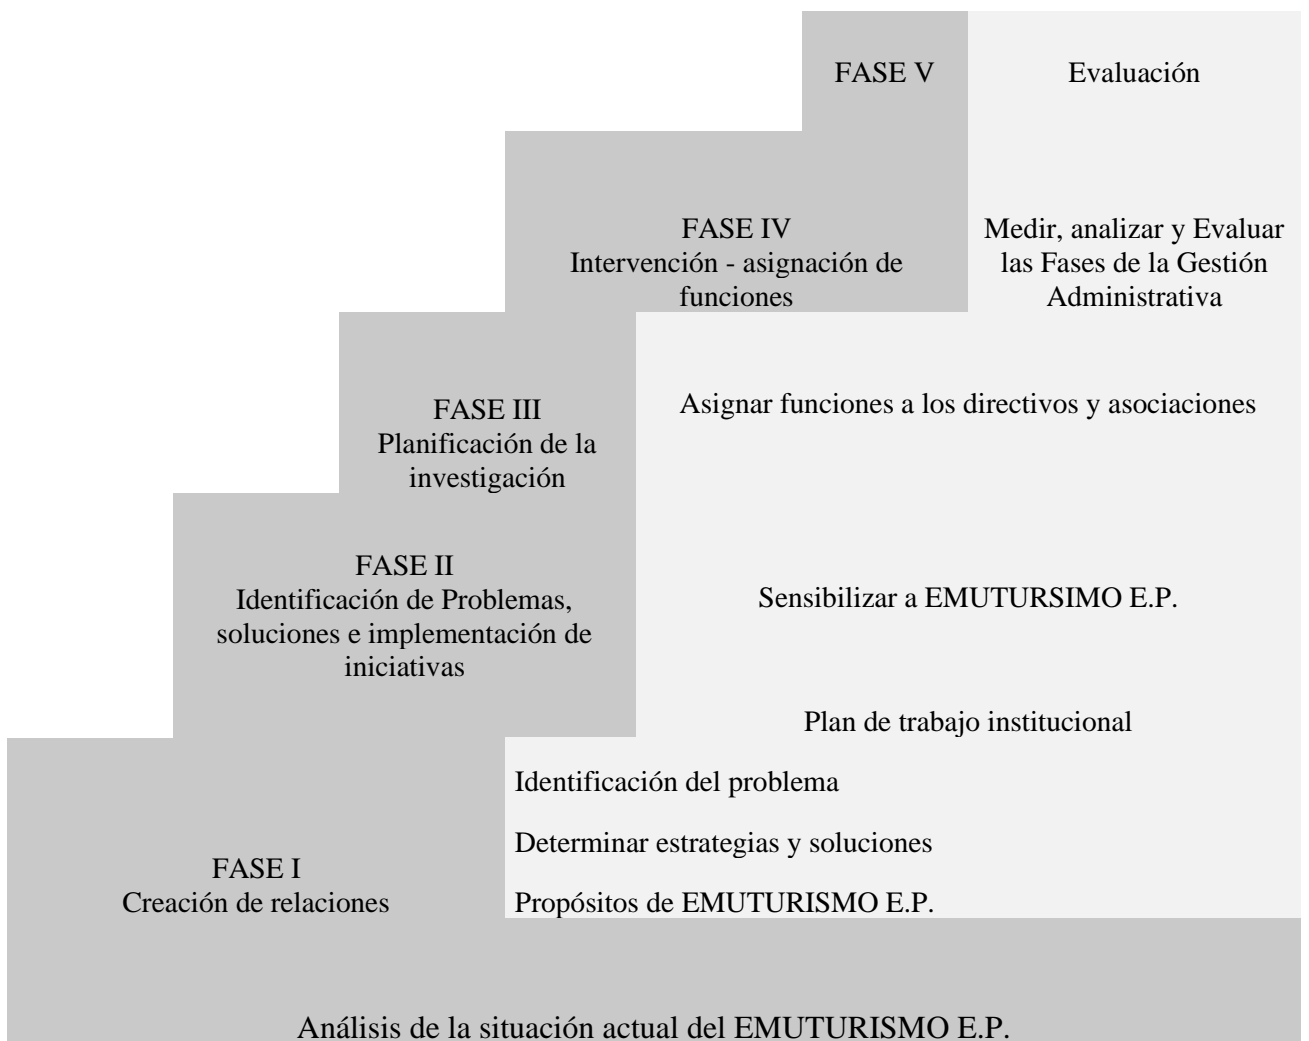 FASE V
Evaluación
FASE IV
Intervención - asignación de
funciones
Medir, analizar y Evaluar
las Fases de la Gestión
Administrativa
FASE III
Planificación de la
investigación
Asignar funciones a los directivos y asociaciones
FASE II
Identificación de Problemas,
soluciones e implementación de
iniciativas
Sensibilizar a EMUTURSIMO E.P.
Plan de trabajo institucional
FASE I
Creación de relaciones
Identificación del problema
Determinar estrategias y soluciones
Propósitos de EMUTURISMO E.P.
Análisis de la situación actual del EMUTURISMO E.P.